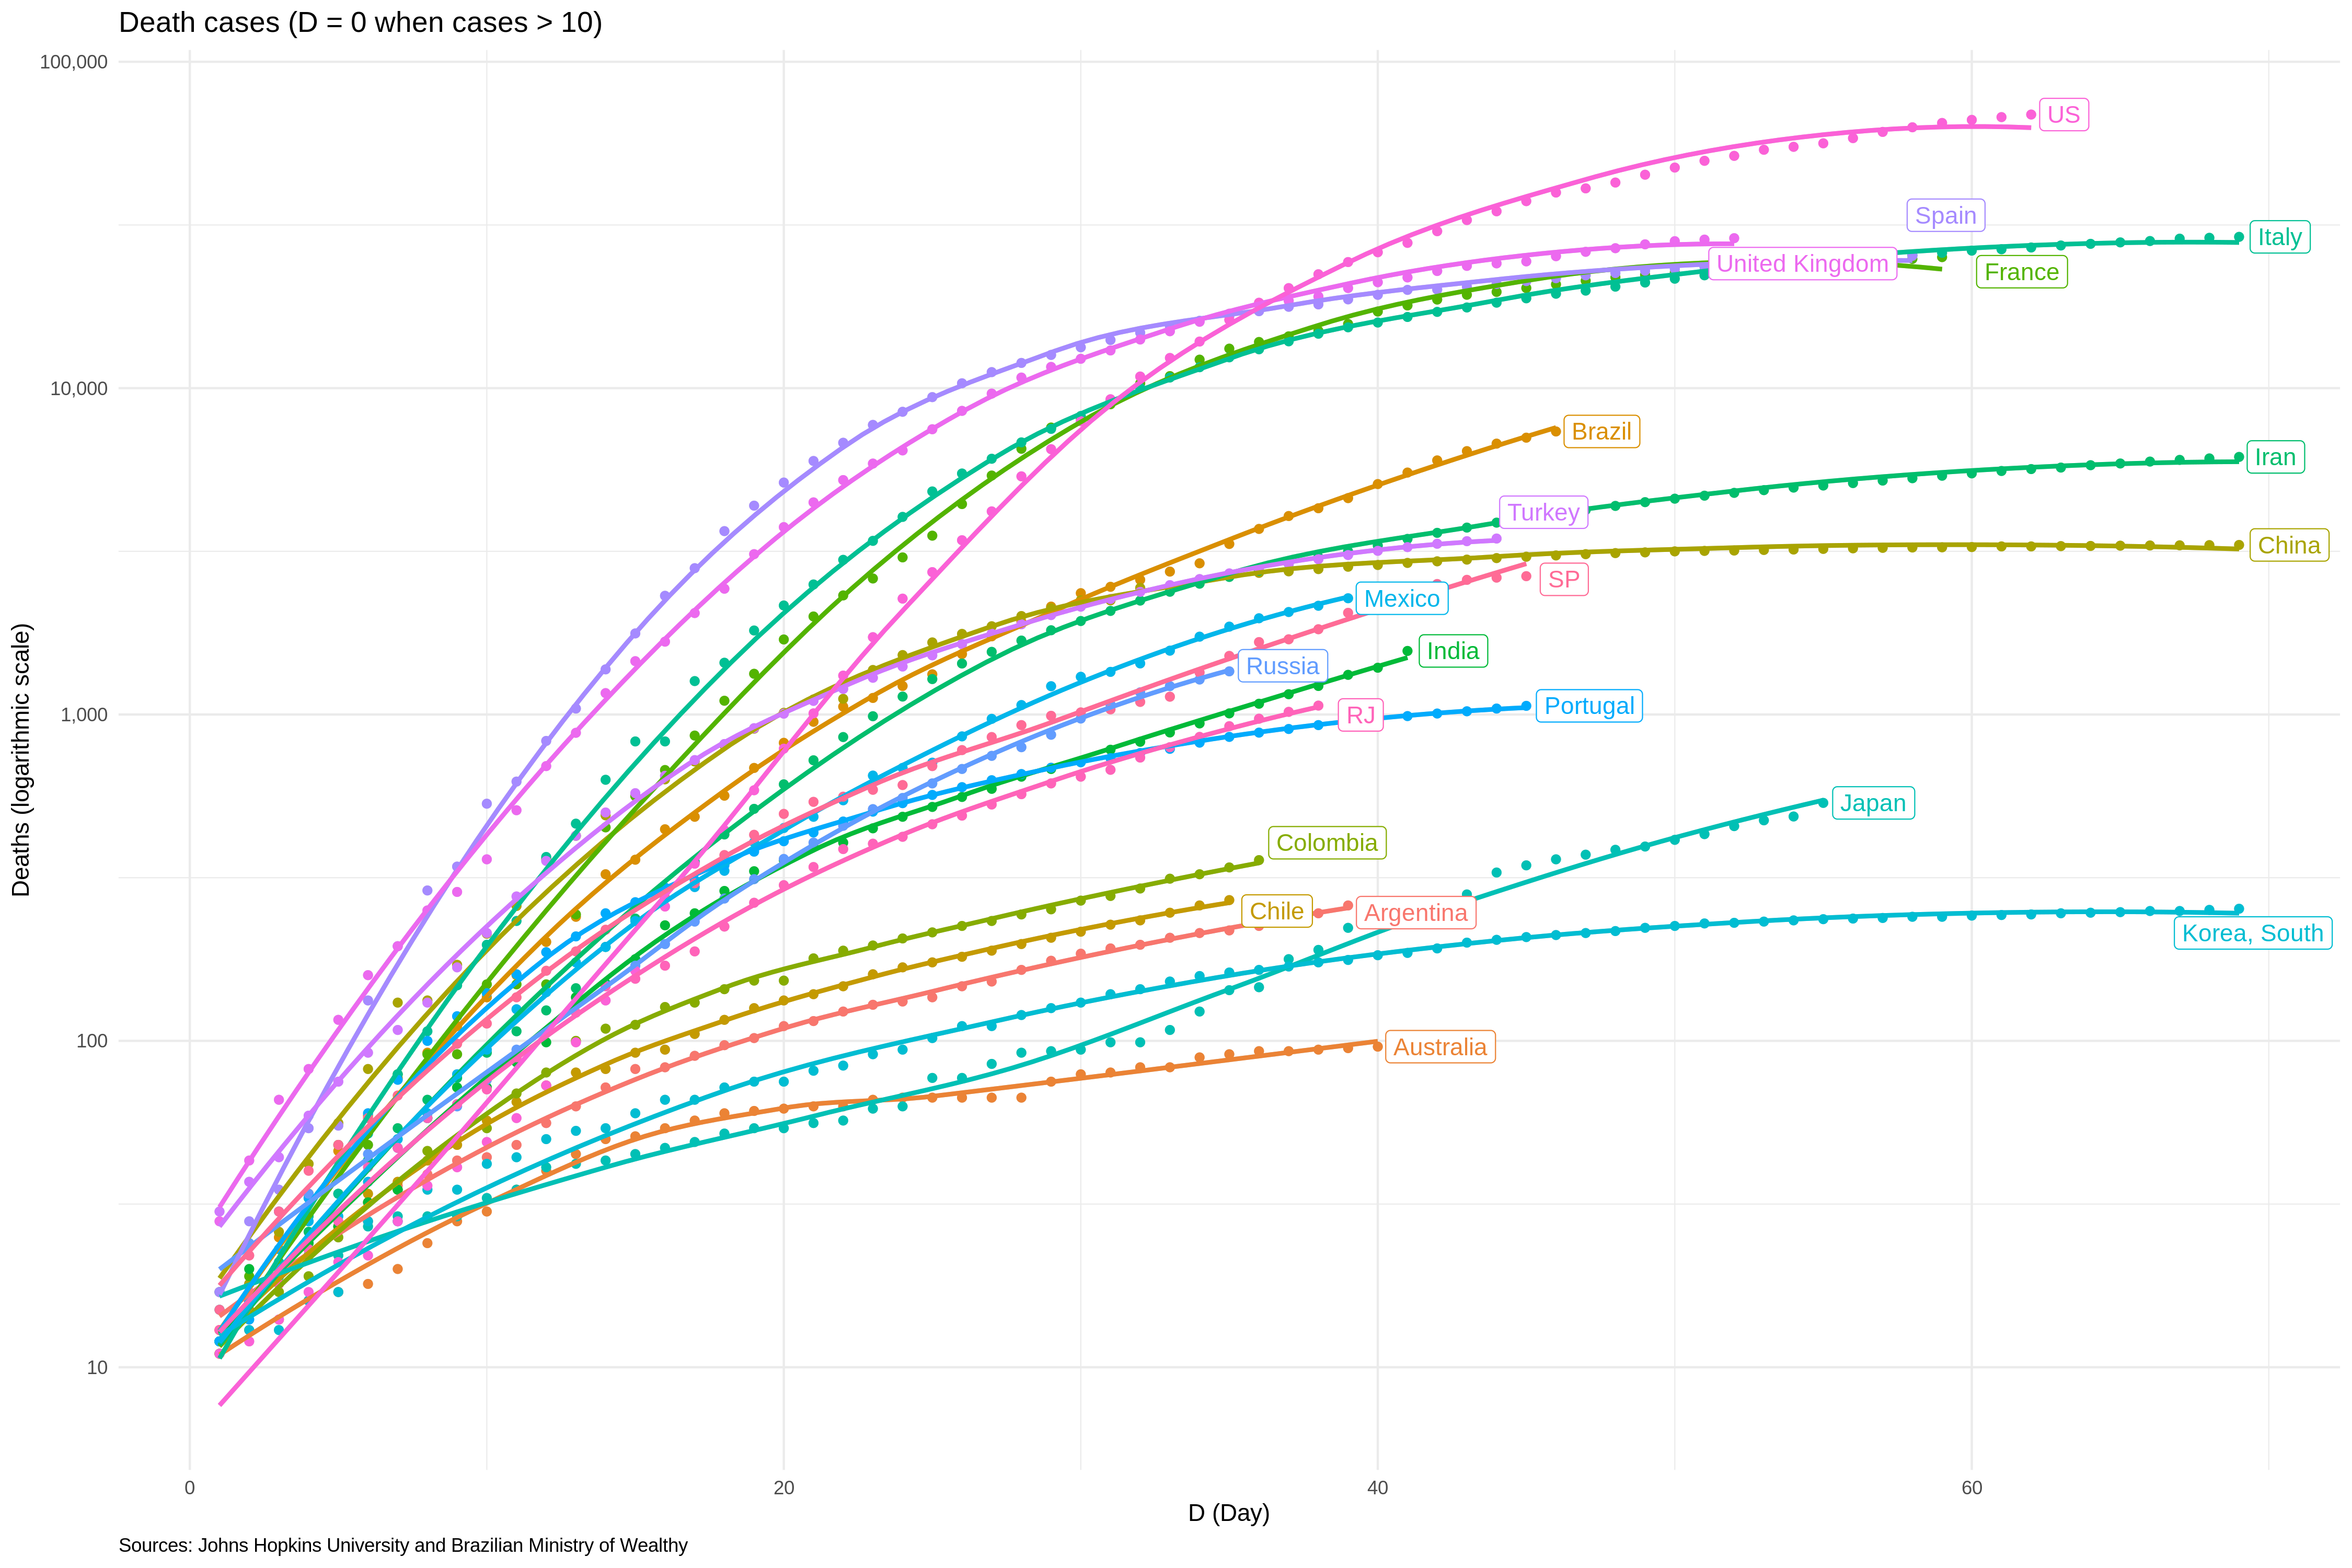 Death cases (D = 0 when cases > 10)
100,000
US
Spain
Italy
United Kingdom
France
10,000
Brazil
Iran
Turkey
China
SP
Mexico
India
Russia
Portugal
RJ
1,000
Deaths (logarithmic scale)
Japan
Colombia
Chile
Argentina
Korea, South
100
Australia
10
0
20
40
60
D (Day)
Sources: Johns Hopkins University and Brazilian Ministry of Wealthy